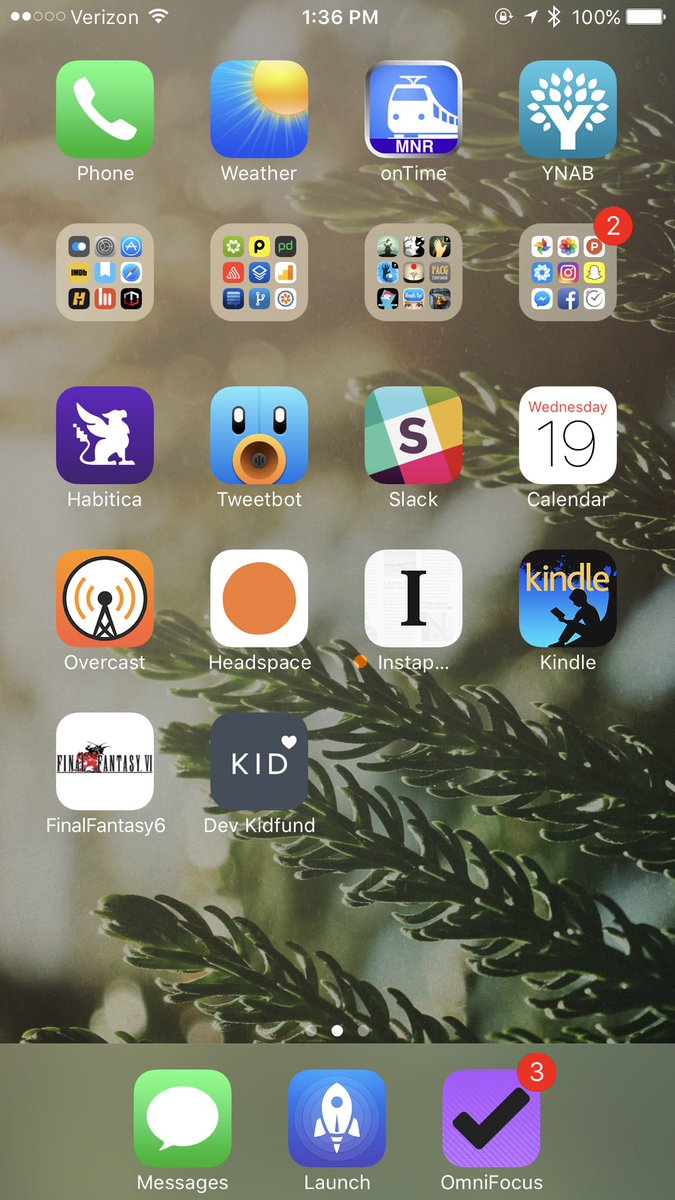 Verizon 1:36 PM 100%
MNR
Y
Phone Weather onTime YNAB
2
IMDb P pd
H
S
Wednesday
19
Habitica Tweetbot Slack Calendar
I
kindle
Overcast Headspace Instap... Kindle
FINAL FANTASY VI
KID
FinalFantasy6 Dev Kidfund
3
Messages Launch OmniFocus